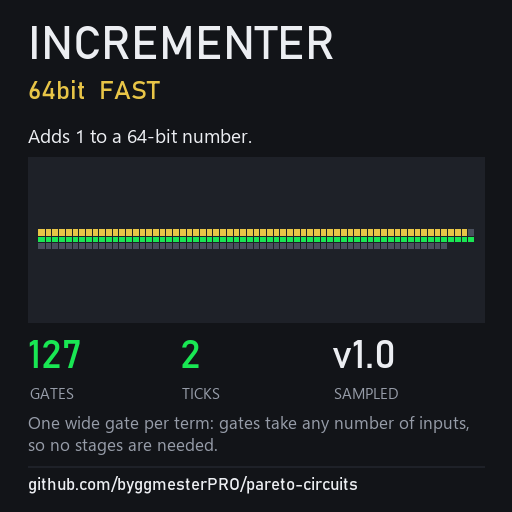 INCREMENTER
64bit FAST
Adds 1 to a 64-bit number.
127 2 v1.0
GATES TICKS SAMPLED
One wide gate per term: gates take any number of inputs,
so no stages are needed.
github.com/byggmesterPRO/pareto-circuits